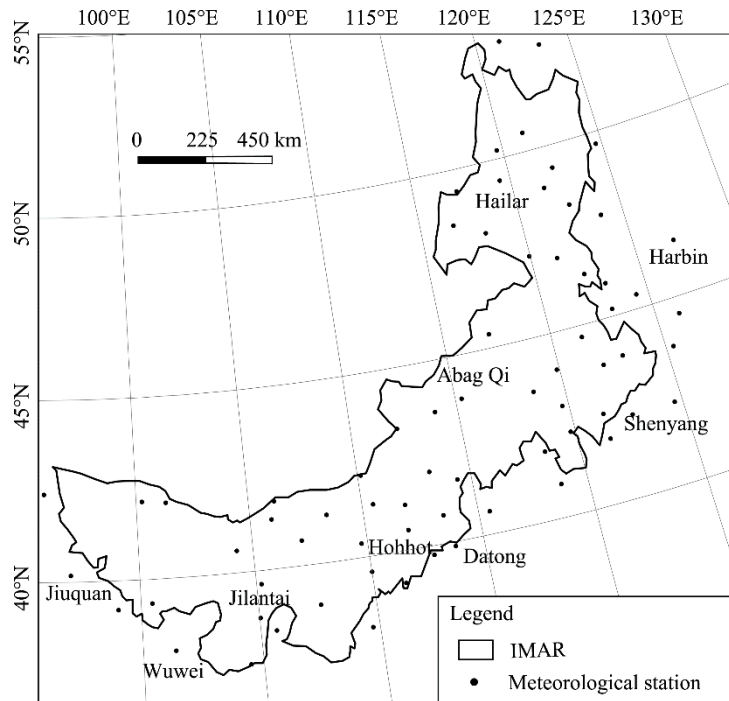 100°E 105°E 110°E 115°E 120°E 125°E 130°E
55°N
0 225 450 km
50°N
Hailar
Harbin
Abag Qi
45°N
Shenyang
Hohhot
Datong
40°N
Jiuquan
Jilantai
Wuwei
Legend
IMAR
Meteorological station